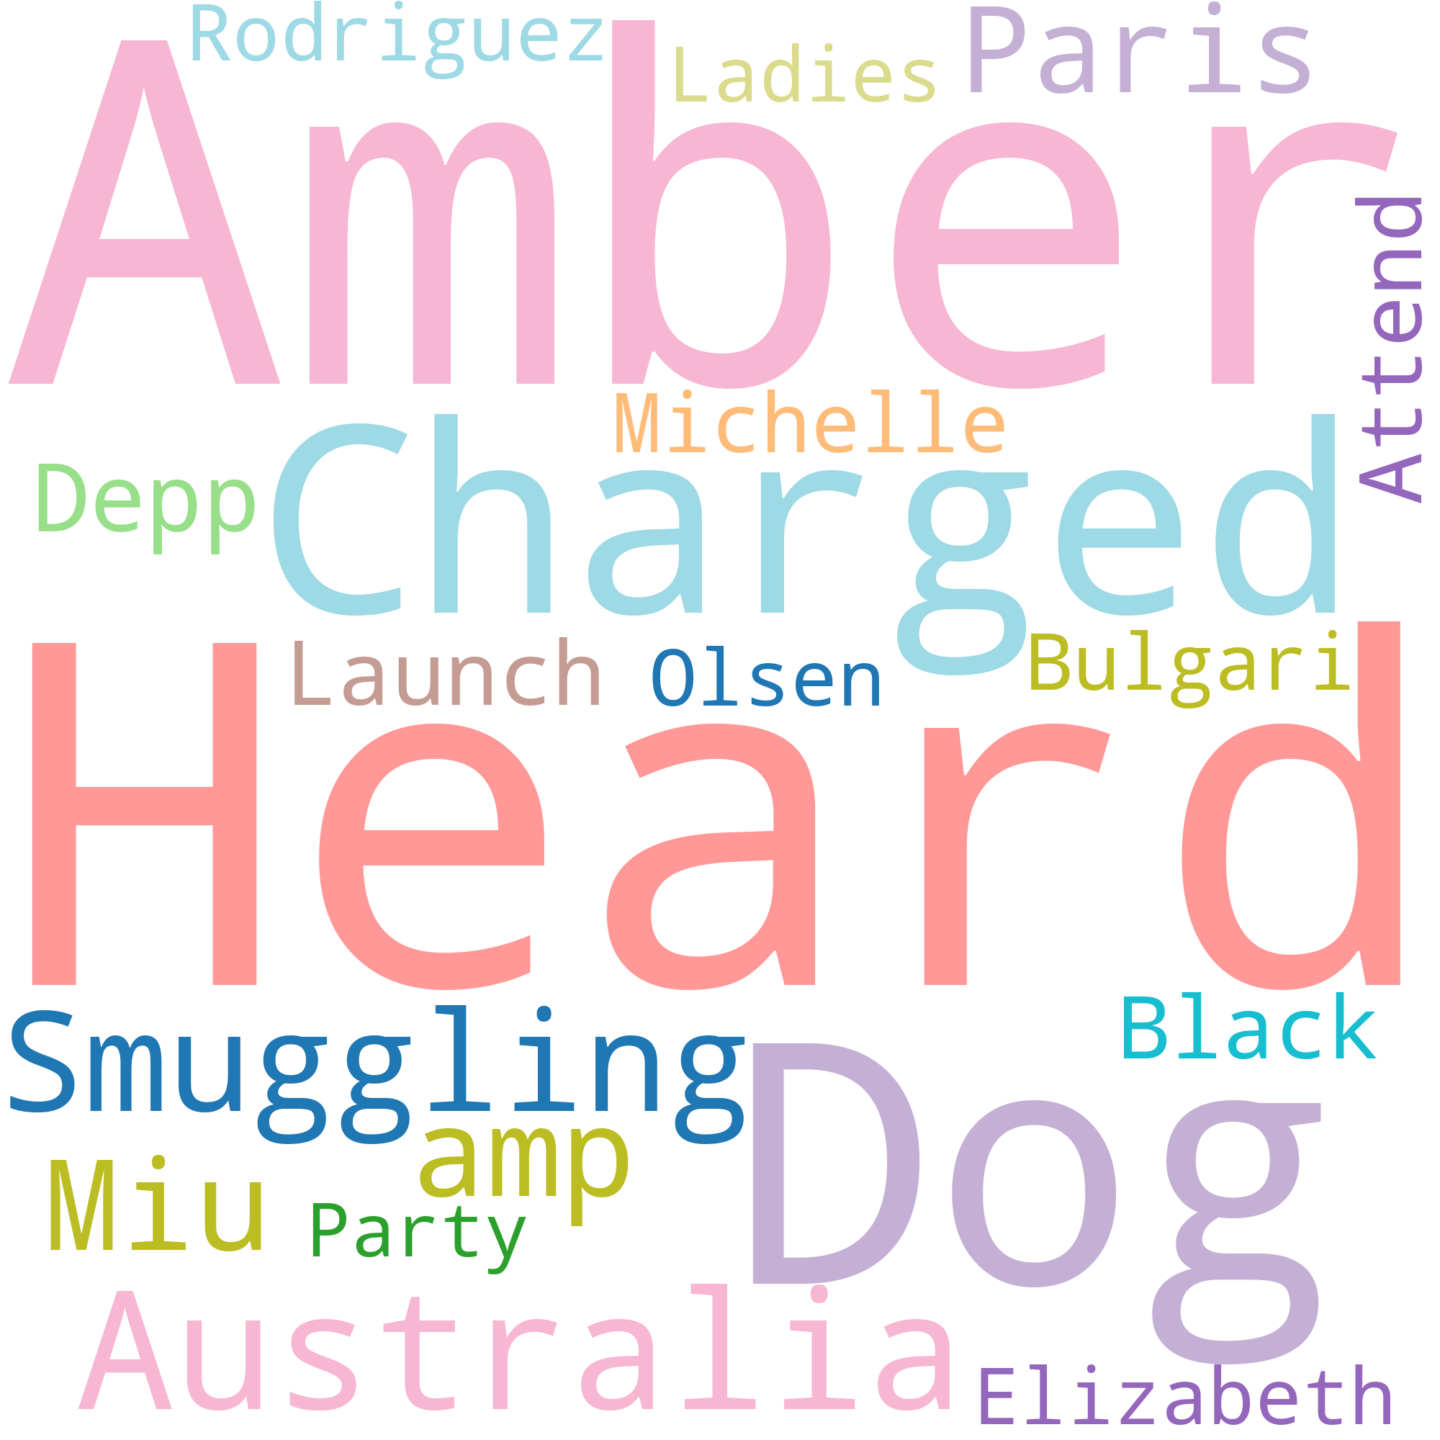 Rodriguez
Ladies
Paris
Amber
Attend
Michelle
Depp
Charged
Launch
Olsen
Bulgari
Heard
Smuggling
Black
Dog
amp
Miu
Party
Australia
Elizabeth